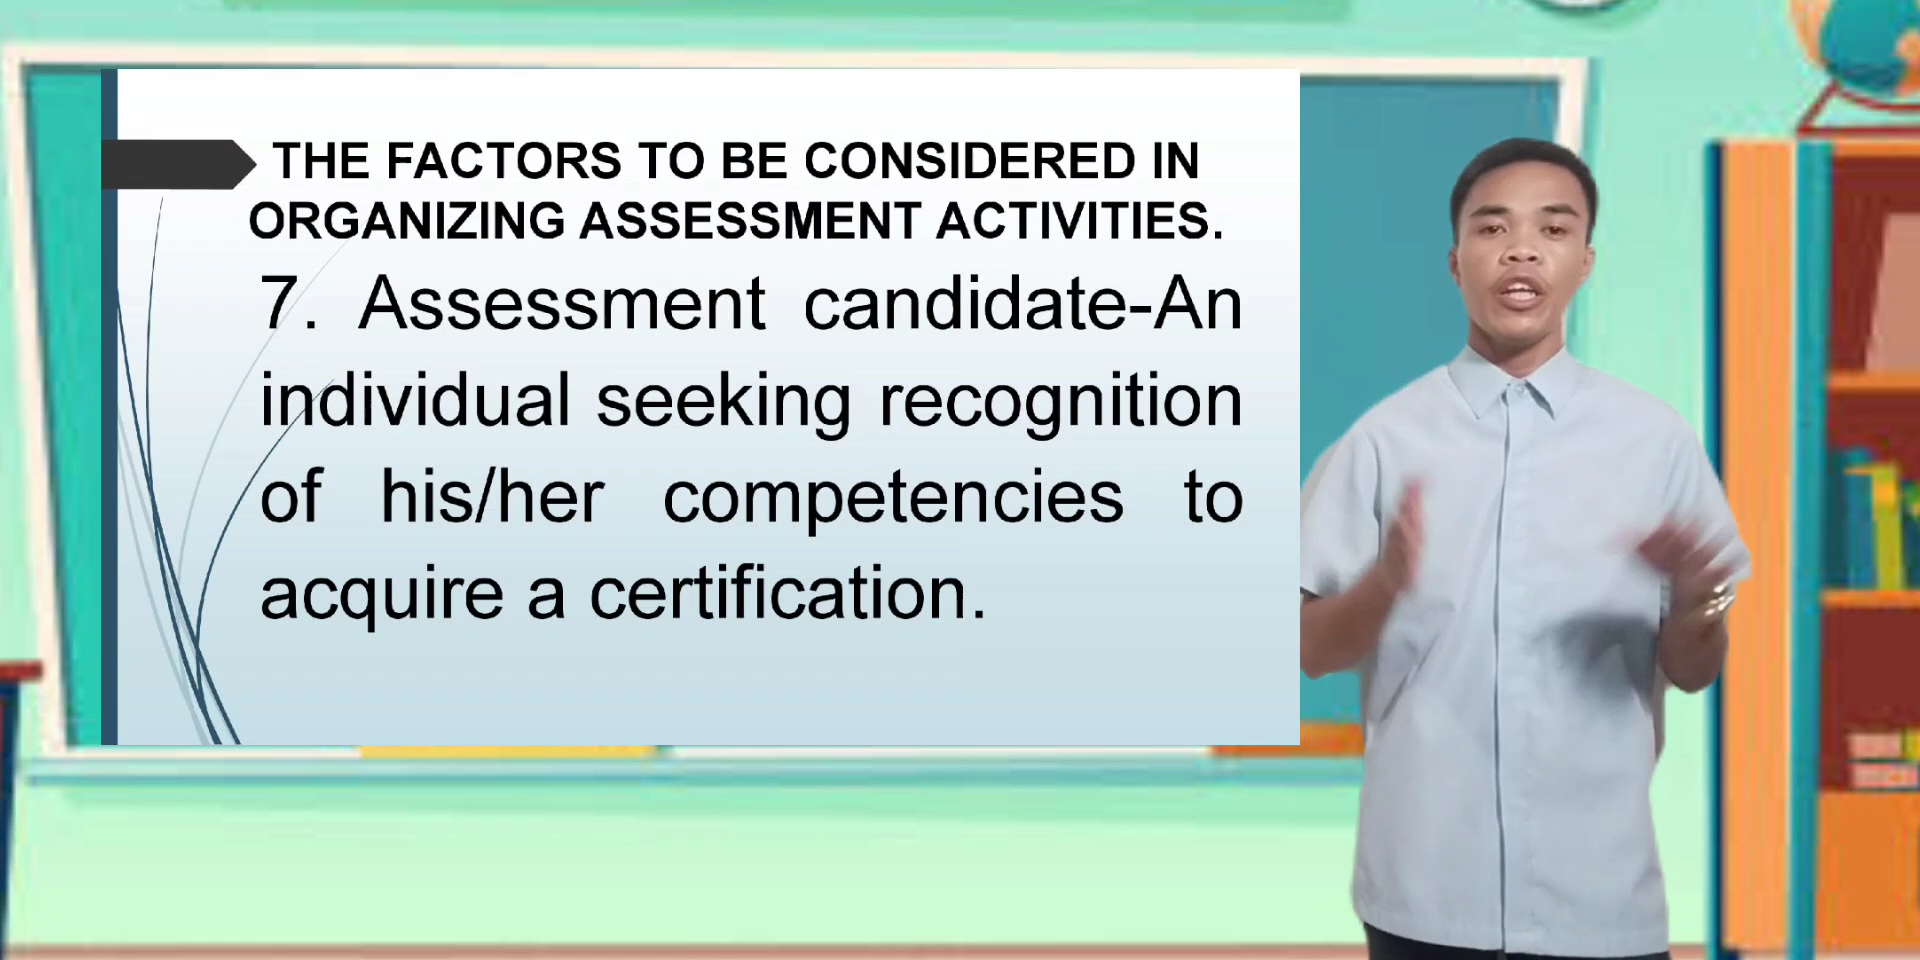 THE FACTORS TO BE CONSIDERED IN
ORGANIZING ASSESSMENT ACTIVITIES.
7. Assessment candidate-An
individual seeking recognition
of his/her competencies to
acquire a certification.